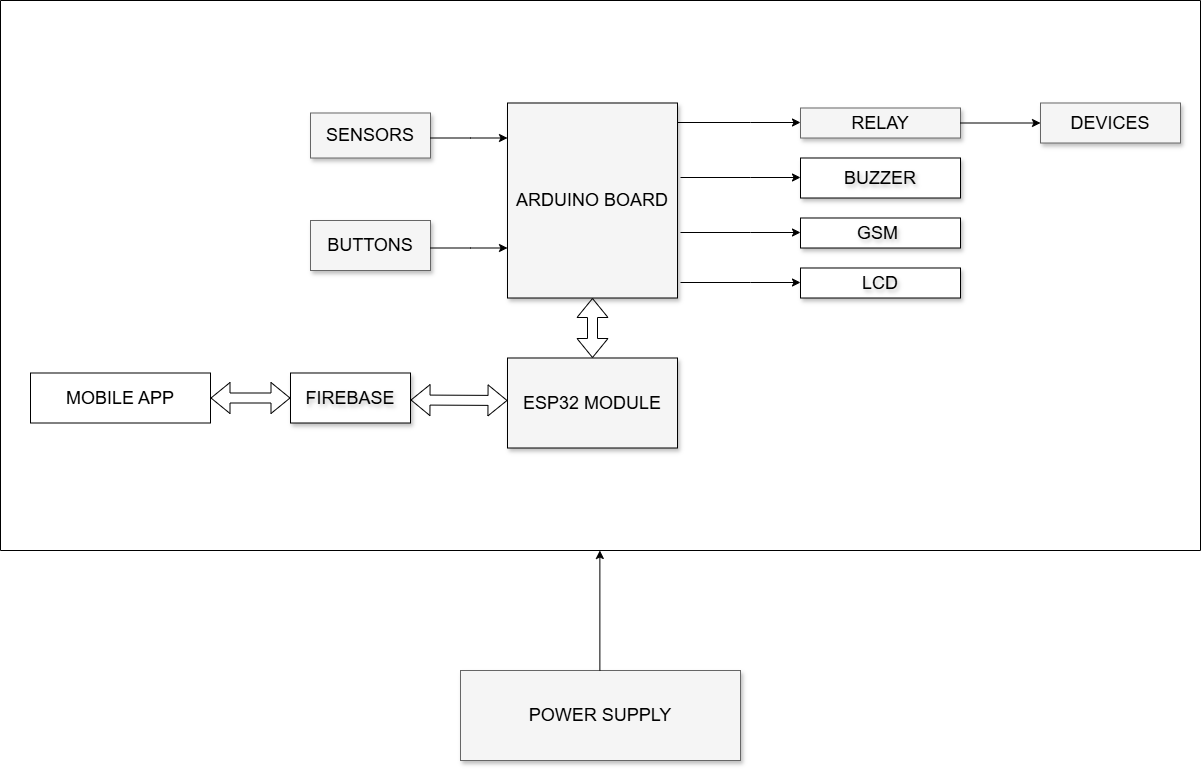 SENSORS
BUTTONS
ARDUINO BOARD
RELAY
DEVICES
BUZZER
GSM
LCD
MOBILE APP
FIREBASE
ESP32 MODULE
POWER SUPPLY